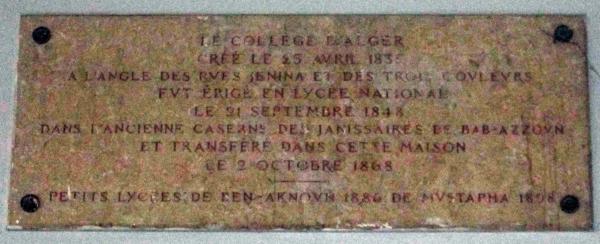 LE COLLEGE D'ALGER
CRÉÉ LE 25 AVRIL 1835
A L'ANGLE DES RVES JENINA ET DES TROIS COVLEVRS
FVT ÉRIGÉ EN LYCÉE NATIONAL
LE 21 SEPTEMBRE 1848
DANS L'ANCIENNE CASERNE DES JANISSAIRES DE BAB-AZZOVN
ET TRANSFÉRÉ DANS CETTE MAISON
LE 2 OCTOBRE 1868
PETITS LYCÉES DE BEN-AKNOVN 1886 DE MVSTAPHA 1898